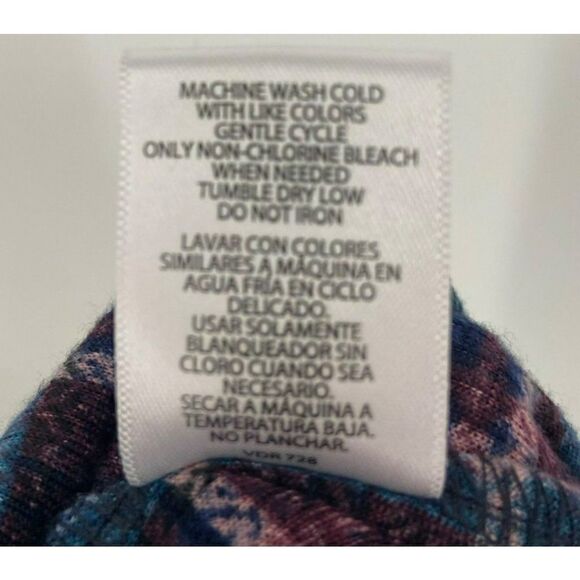 MACHINE WASH COLD
WITH LIKE COLORS
GENTLE CYCLE
ONLY NON-CHLORINE BLEACH
WHEN NEEDED
TUMBLE DRY LOW
DO NOT IRON
LAVAR CON COLORES
SIMILARES A MÁQUINA EN
AGUA FRÍA EN CICLO
DELICADO.
USAR SOLAMENTE
BLANQUEADOR SIN
CLORO CUANDO SEA
NECESARIO.
SECAR A MÁQUINA A
TEMPERATURA BAJA.
NO PLANCHAR.
VDR 726